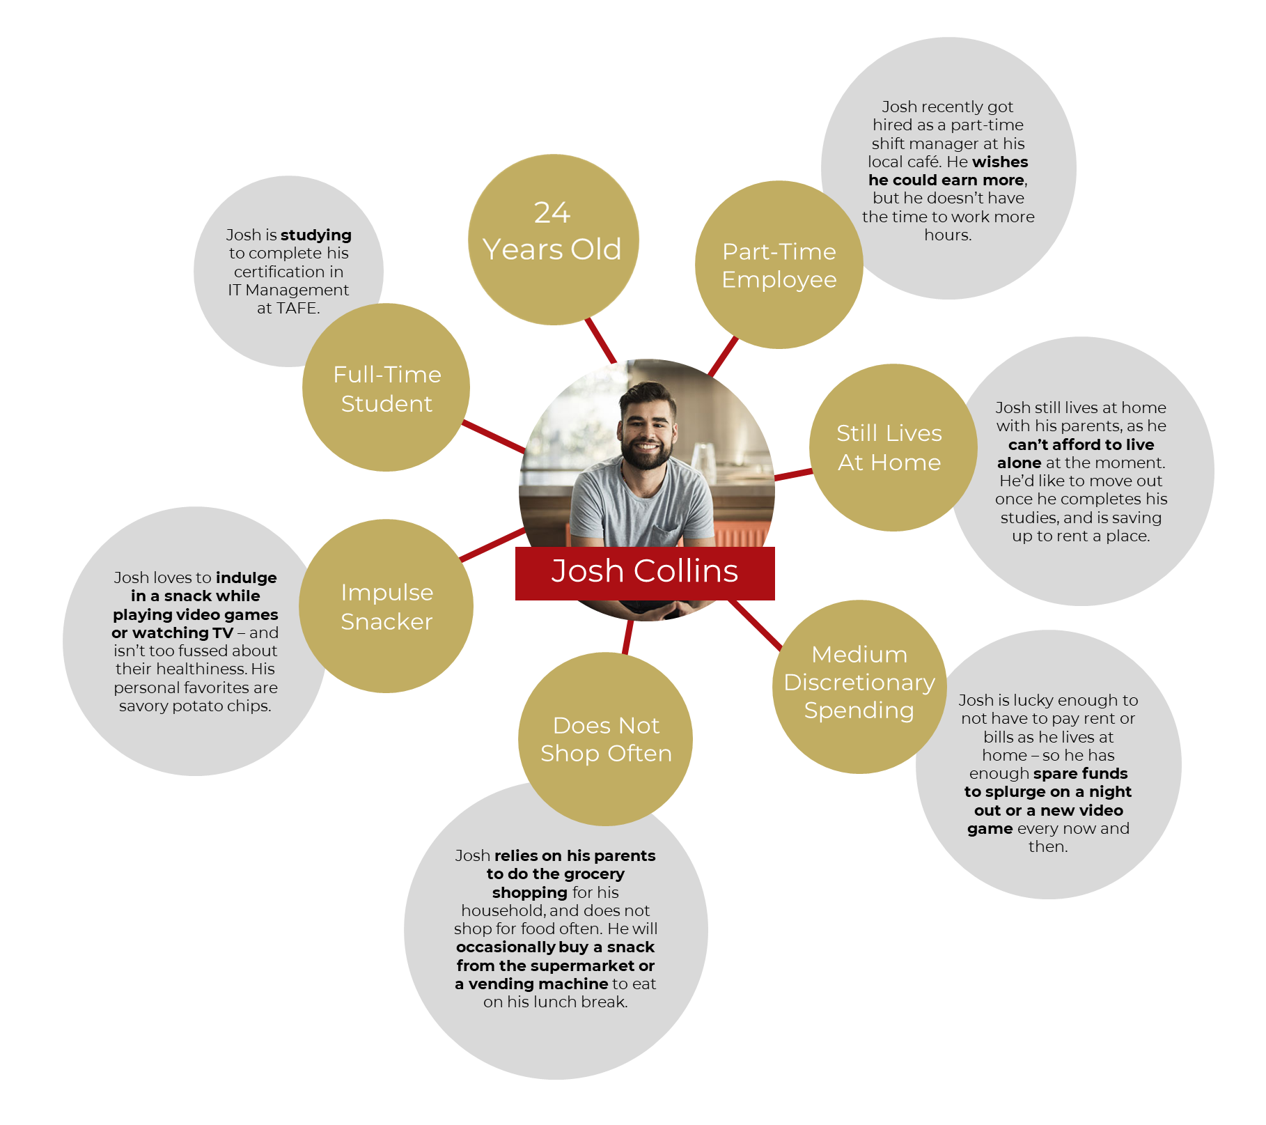 Josh recently got
hired as a part-time
shift manager at his
local café. He wishes
he could earn more,
but he doesn't have
the time to work more
hours.
24
Years Old
Part-Time
Employee
Josh is studying
to complete his
certification in
IT Management
at TAFE.
Full-Time
Student
Still Lives
At Home
Josh still lives at home
with his parents, as he
can't afford to live
alone at the moment.
He'd like to move out
once he completes his
studies, and is saving
up to rent a place.
Josh Collins
Impulse
Snacker
Josh loves to indulge
in a snack while
playing video games
or watching TV – and
isn't too fussed about
their healthiness. His
personal favorites are
savory potato chips.
Medium
Discretionary
Spending
Josh is lucky enough to
not have to pay rent or
bills as he lives at
home – so he has
enough spare funds
to splurge on a night
out or a new video
game every now and
then.
Does Not
Shop Often
Josh relies on his parents
to do the grocery
shopping for his
household, and does not
shop for food often. He will
occasionally buy a snack
from the supermarket or
a vending machine to eat
on his lunch break.